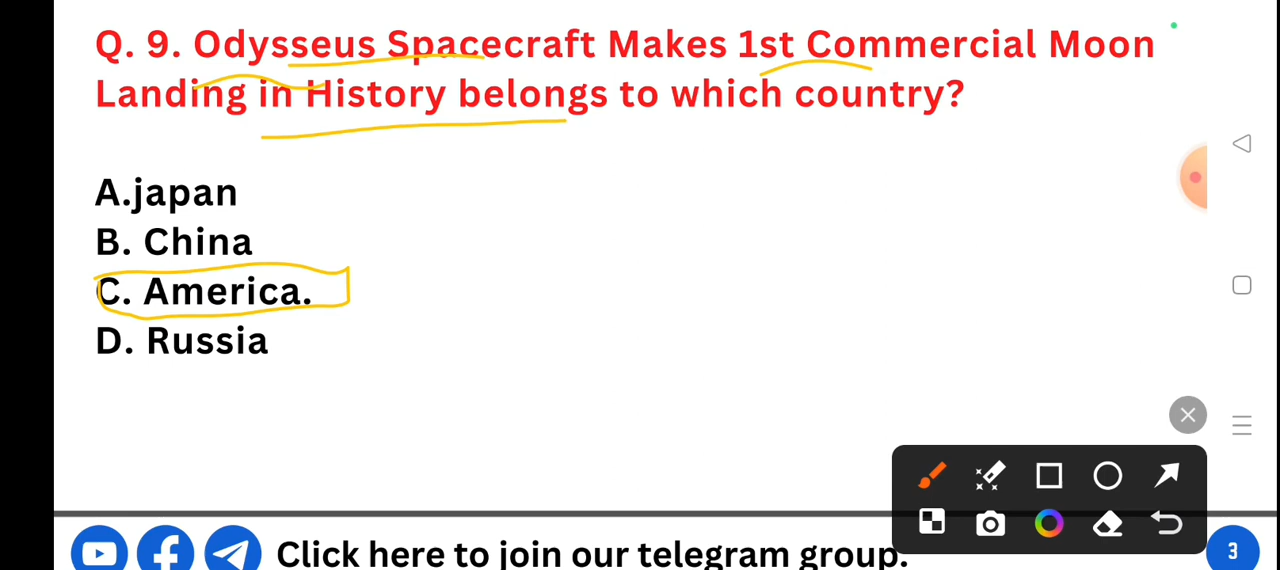 Q. 9. Odysseus Spacecraft Makes 1st Commercial Moon
Landing in History belongs to which country?
A.japan
B. China
C. America.
D. Russia
Click here to join our telegram group.
3